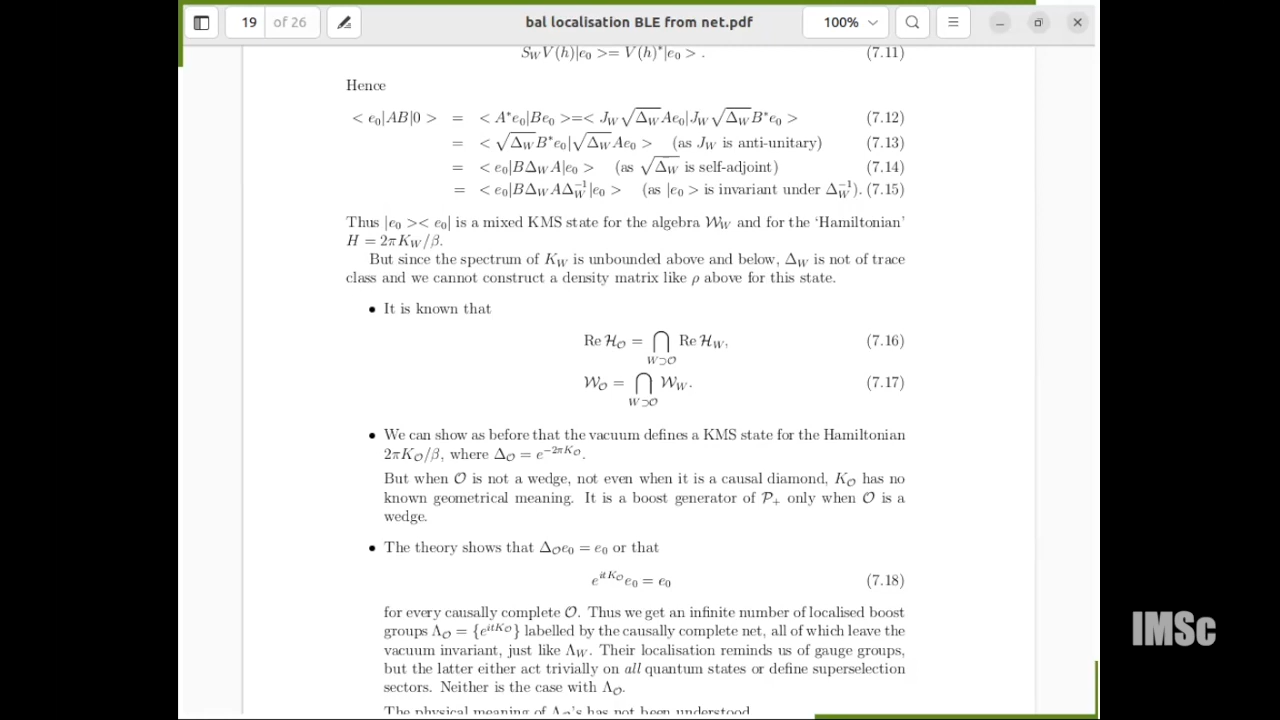 19 of 26
bal localisation BLE from net.pdf
100%
S_W V(h)|e_0 >= V(h)^*|e_0 > . (7.11)
Hence
< e_0|AB|0 > = < A^*e_0|Be_0 >=< J_W √Δ_W Ae_0|J_W √Δ_W B^*e_0 > (7.12)
= < √Δ_W B^*e_0|√Δ_W Ae_0 > (as J_W is anti-unitary) (7.13)
= < e_0|BΔ_W A|e_0 > (as √Δ_W is self-adjoint) (7.14)
= < e_0|BΔ_W AΔ_W^{-1}|e_0 > (as |e_0 > is invariant under Δ_W^{-1}). (7.15)
Thus |e_0 >< e_0| is a mixed KMS state for the algebra 𝒲_W and for the ‘Hamiltonian’
H = 2πK_W/β.
But since the spectrum of K_W is unbounded above and below, Δ_W is not of trace
class and we cannot construct a density matrix like ρ above for this state.
• It is known that
Re ℋ_𝒪 = ⋂ Re ℋ_W, (7.16)
W⊃𝒪
𝒲_𝒪 = ⋂ 𝒲_W. (7.17)
W⊃𝒪
• We can show as before that the vacuum defines a KMS state for the Hamiltonian
2πK_𝒪/β, where Δ_𝒪 = e^{−2πK_𝒪}.
But when 𝒪 is not a wedge, not even when it is a causal diamond, K_𝒪 has no
known geometrical meaning. It is a boost generator of 𝒫_+ only when 𝒪 is a
wedge.
• The theory shows that Δ_𝒪e_0 = e_0 or that
e^{itK_𝒪}e_0 = e_0 (7.18)
for every causally complete 𝒪. Thus we get an infinite number of localised boost
groups Λ_𝒪 = {e^{itK_𝒪}} labelled by the causally complete net, all of which leave the
vacuum invariant, just like Λ_W. Their localisation reminds us of gauge groups,
but the latter either act trivially on all quantum states or define superselection
sectors. Neither is the case with Λ_𝒪.
The physical meaning of Λ_𝒪's has not been understood
IMSc